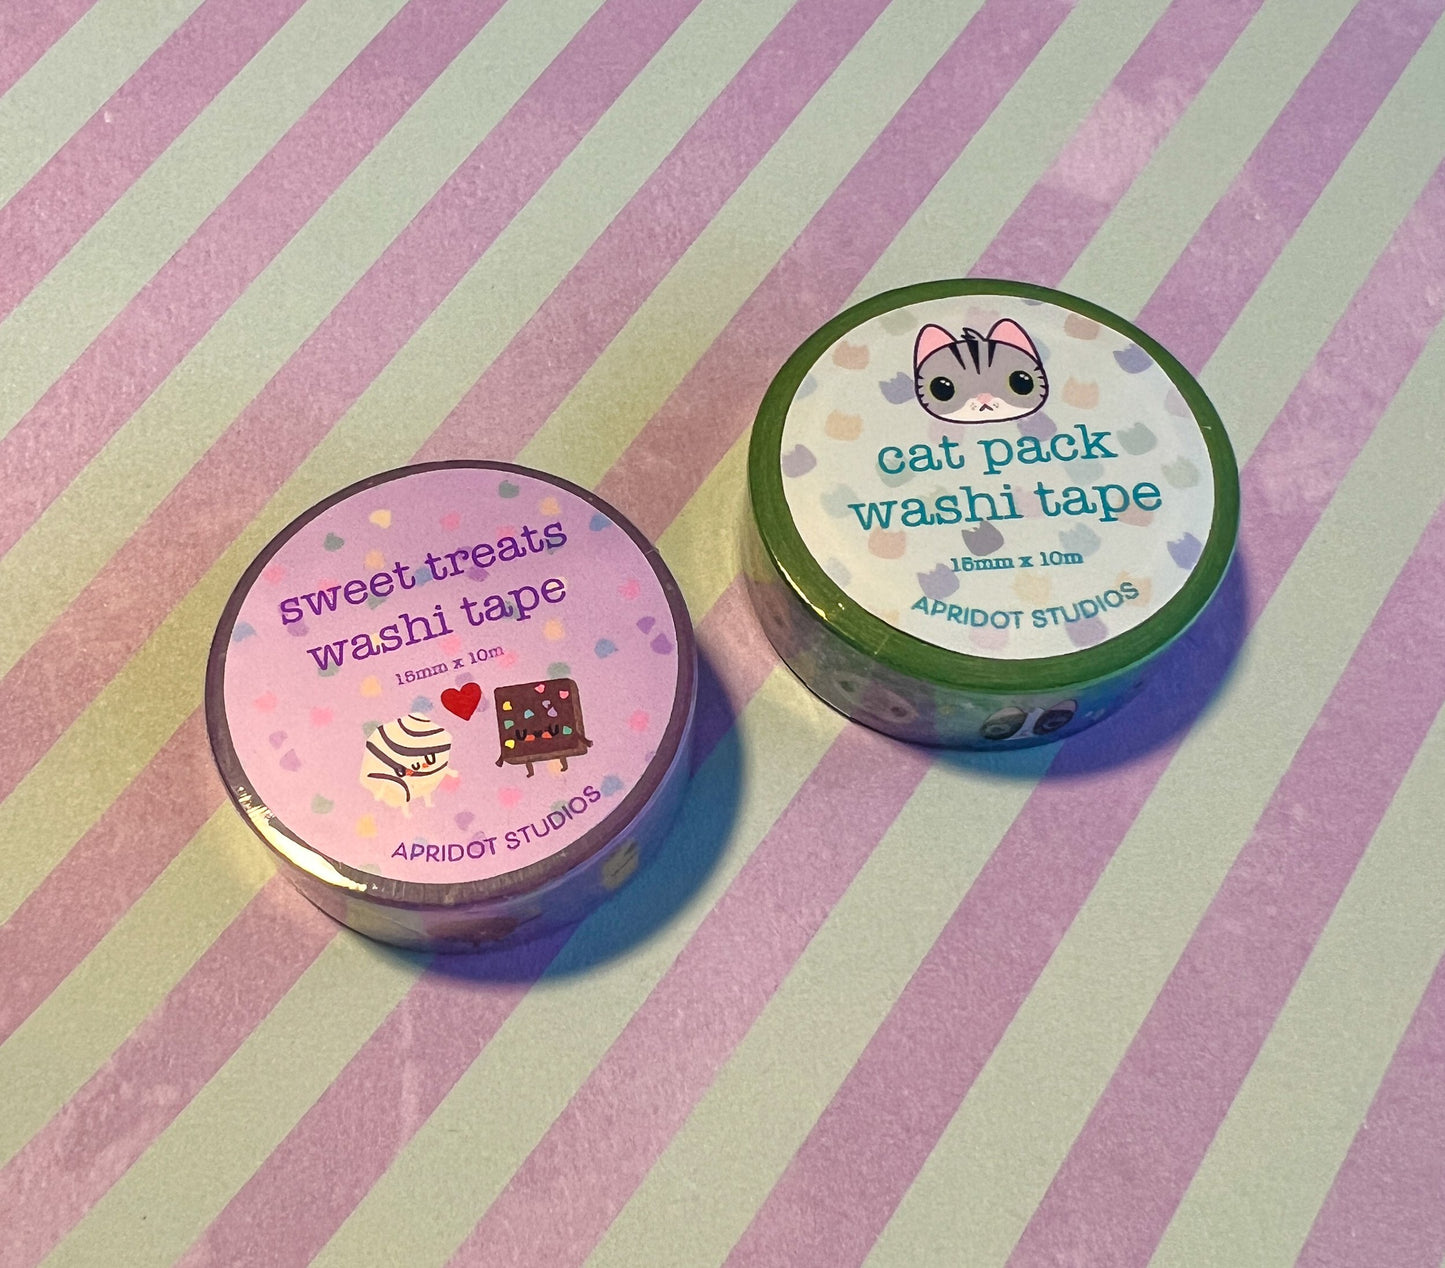 sweet treats
washi tape
15mm x 10m
APRIDOT STUDIOS
cat pack
washi tape
15mm x 10m
APRIDOT STUDIOS